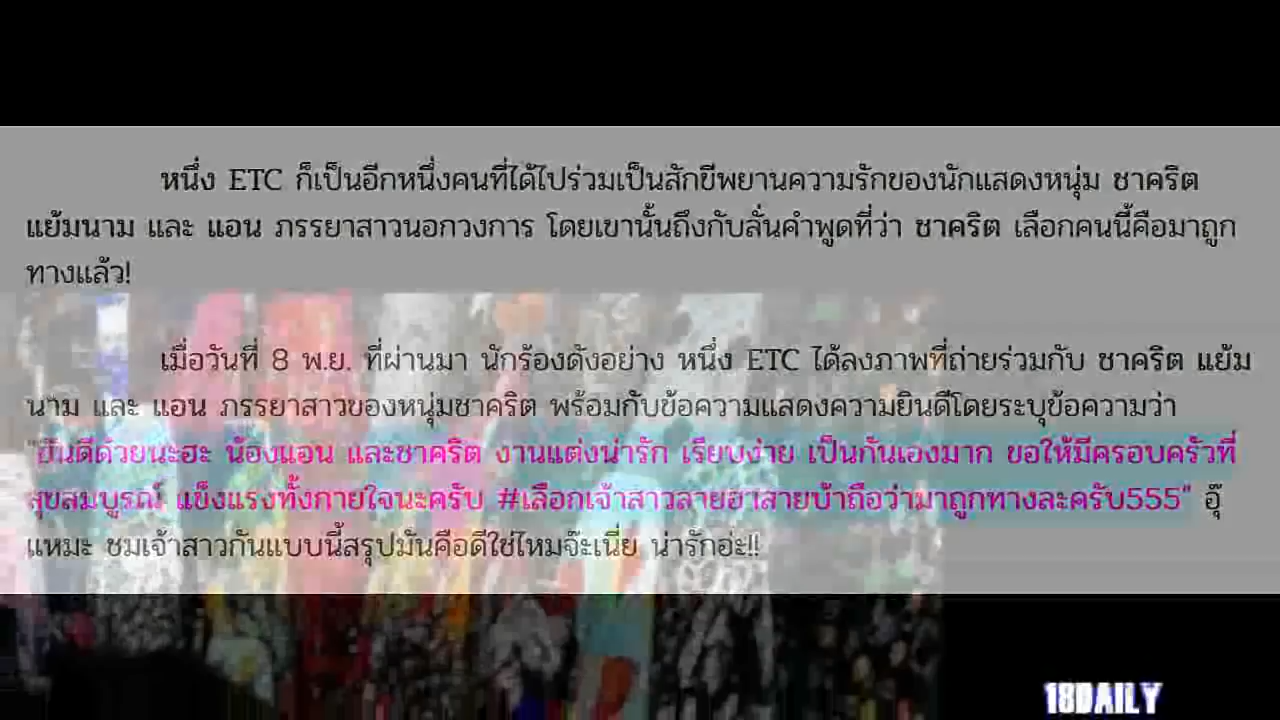 หนึ่ง ETC ก็เป็นอีกหนึ่งคนที่ได้ไปร่วมเป็นสักขีพยานความรักของนักแสดงหนุ่ม ชาคริต
แย้มนาม และ แอน ภรรยาสาวนอกวงการ โดยเขานั้นถึงกับลั่นคำพูดที่ว่า ชาคริต เลือกคนนี้คือมาถูก
ทางแล้ว!
เมื่อวันที่ 8 พ.ย. ที่ผ่านมา นักร้องดังอย่าง หนึ่ง ETC ได้ลงภาพที่ถ่ายร่วมกับ ชาคริต แย้ม
นาม และ แอน ภรรยาสาวของหนุ่มชาคริต พร้อมกับข้อความแสดงความยินดีโดยระบุข้อความว่า
"ยินดีด้วยนะฮะ น้องแอน และชาคริต งานแต่งน่ารัก เรียบง่าย เป็นกันเองมาก ขอให้มีครอบครัวที่
สุขสมบูรณ์ แข็งแรงทั้งกายใจนะครับ #เลือกเจ้าสาวลายฮาสายบ้าถือว่ามาถูกทางละครับ555" อุ๊
แหมะ ชมเจ้าสาวกันแบบนี้สรุปมันคือดีใช่ไหมจ๊ะเนี่ย น่ารักอ่ะ!!
18DAILY